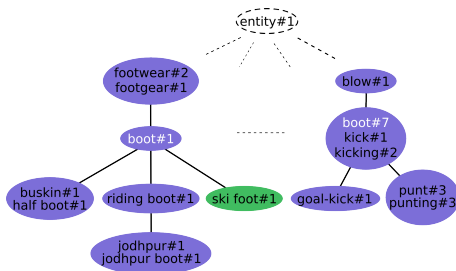 entity#1
footwear#2
footgear#1
blow#1
boot#1
boot#7
kick#1
kicking#2
buskin#1
half boot#1
riding boot#1
ski foot#1
goal-kick#1
punt#3
punting#3
jodhpur#1
jodhpur boot#1